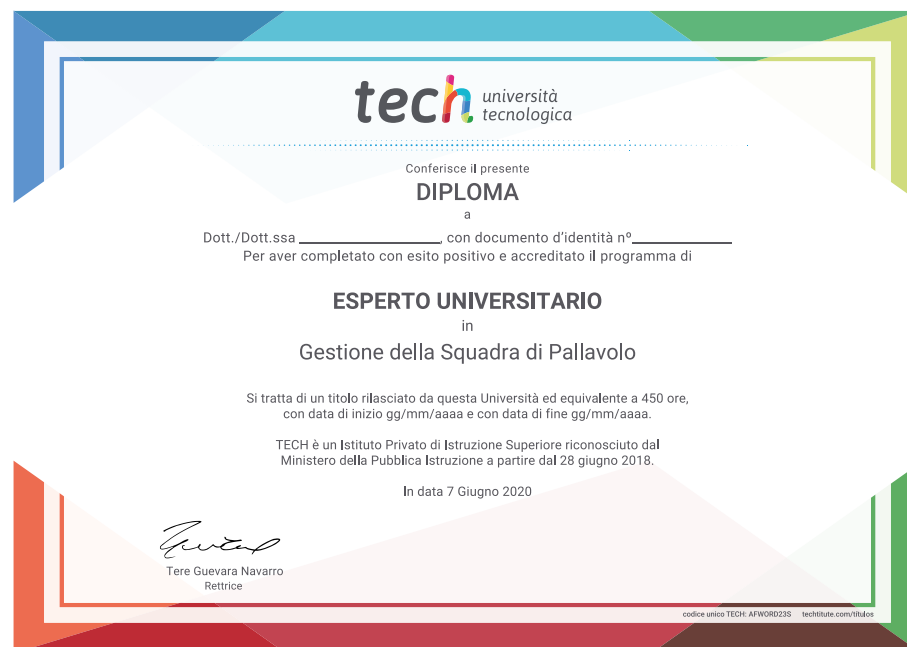 tech università
tecnologica
Conferisce il presente
DIPLOMA
a
Dott./Dott.ssa ____________________, con documento d'identità nº______________
Per aver completato con esito positivo e accreditato il programma di
ESPERTO UNIVERSITARIO
in
Gestione della Squadra di Pallavolo
Si tratta di un titolo rilasciato da questa Università ed equivalente a 450 ore,
con data di inizio gg/mm/aaaa e con data di fine gg/mm/aaaa.
TECH è un Istituto Privato di Istruzione Superiore riconosciuto dal
Ministero della Pubblica Istruzione a partire dal 28 giugno 2018.
In data 7 Giugno 2020
Tere Guevara Navarro
Rettrice
codice unico TECH: AFWORD23S techtitute.com/títulos